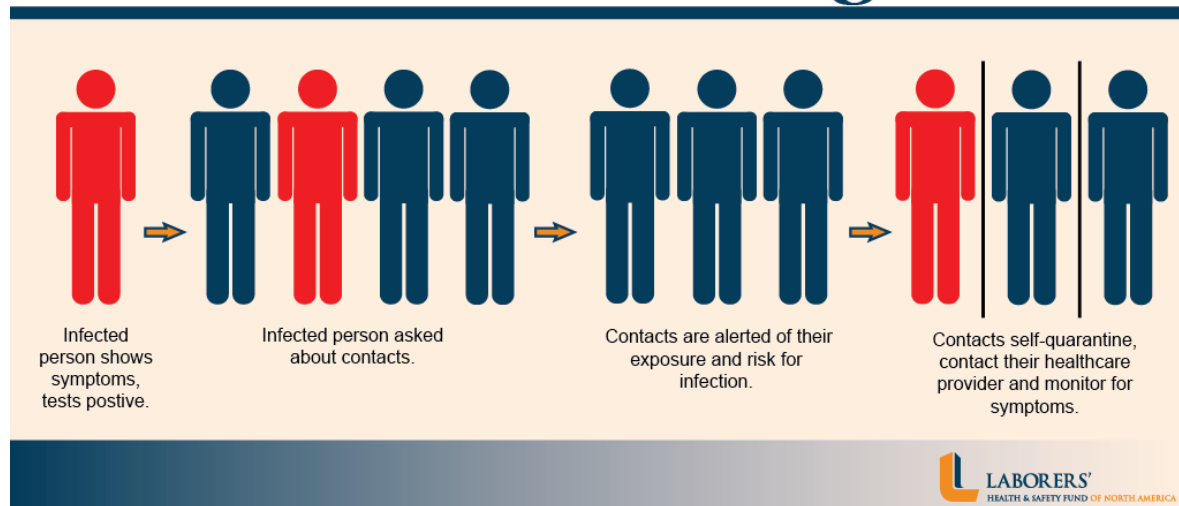 Infected
person shows
symptoms,
tests postive.
Infected person asked
about contacts.
Contacts are alerted of their
exposure and risk for
infection.
Contacts self-quarantine,
contact their healthcare
provider and monitor for
symptoms.
LABORERS'
HEALTH & SAFETY FUND OF NORTH AMERICA